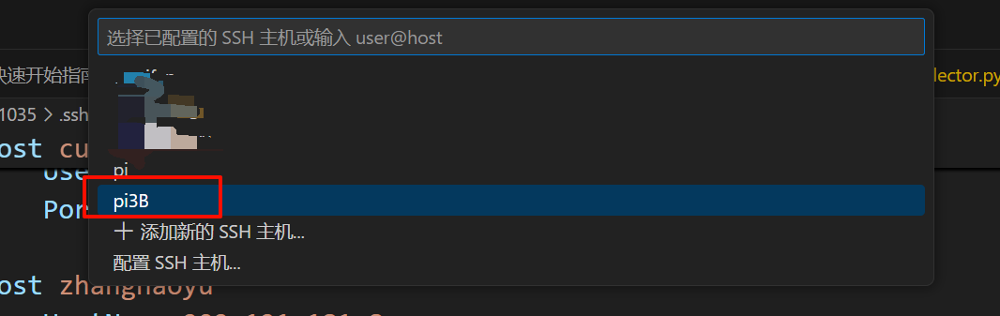 选择已配置的 SSH 主机或输入 user@host
快速开始指南
lector.py
1035 > .ssh
ost cu
Use
pi
pi3B
Por
十 添加新的 SSH 主机...
配置 SSH 主机...
ost zhanghaoyu